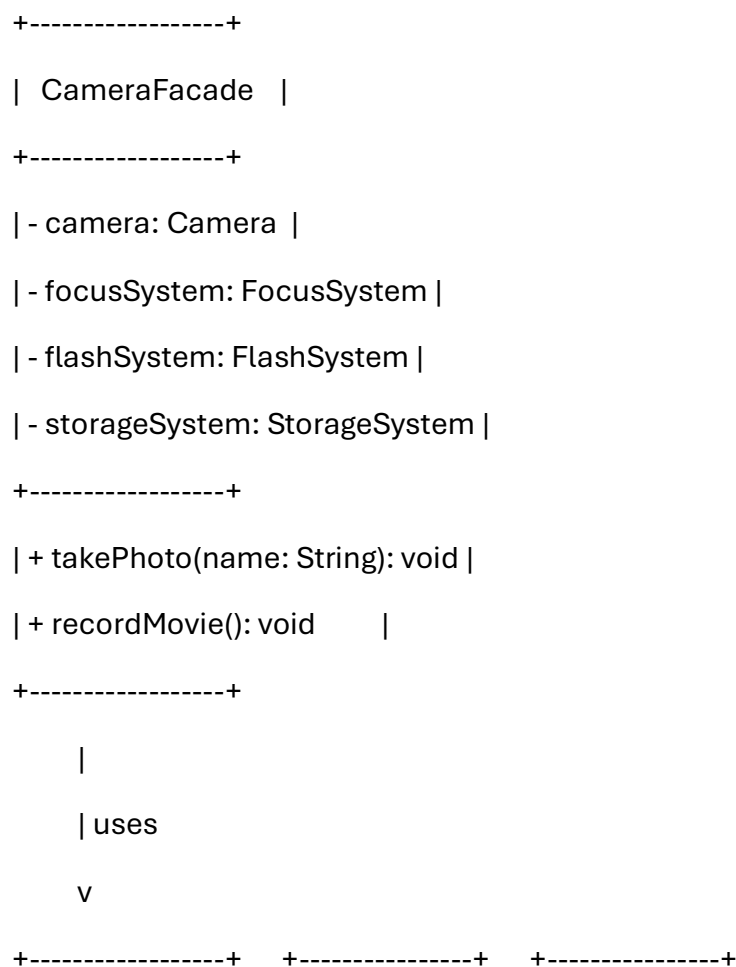 +------------------+
|   CameraFacade   |
+------------------+
| - camera: Camera  |
| - focusSystem: FocusSystem |
| - flashSystem: FlashSystem |
| - storageSystem: StorageSystem |
+------------------+
| + takePhoto(name: String): void |
| + recordMovie(): void        |
+------------------+
        |
        | uses
        v
+------------------+     +---------------+     +----------------+